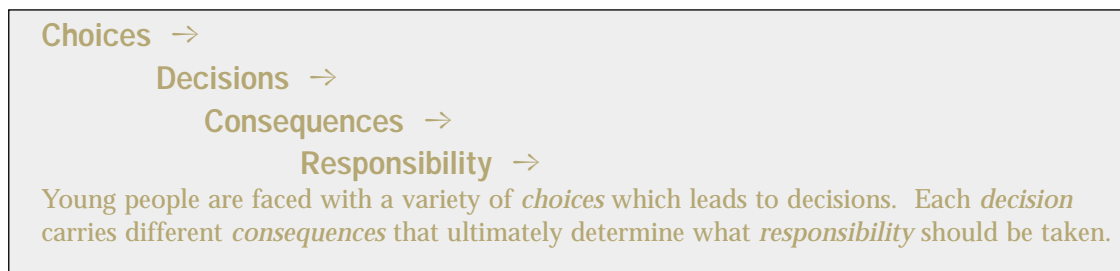 Choices →
Decisions →
Consequences →
Responsibility →
Young people are faced with a variety of choices which leads to decisions. Each decision
carries different consequences that ultimately determine what responsibility should be taken.